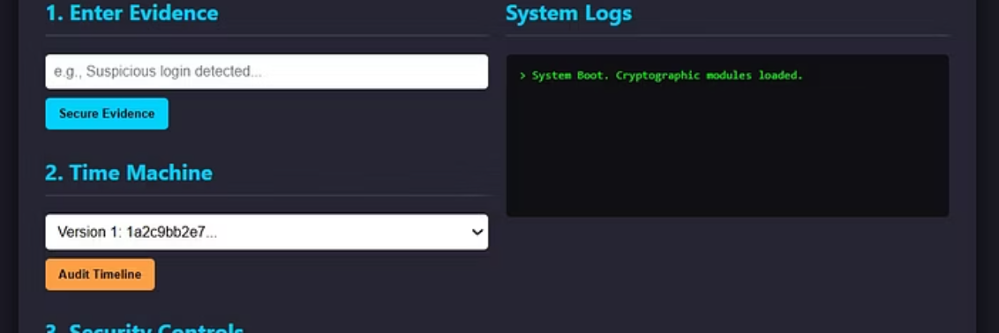 1. Enter Evidence
e.g., Suspicious login detected...
Secure Evidence
2. Time Machine
Version 1: 1a2c9bb2e7...
Audit Timeline
3. Security Controls
System Logs
> System Boot. Cryptographic modules loaded.